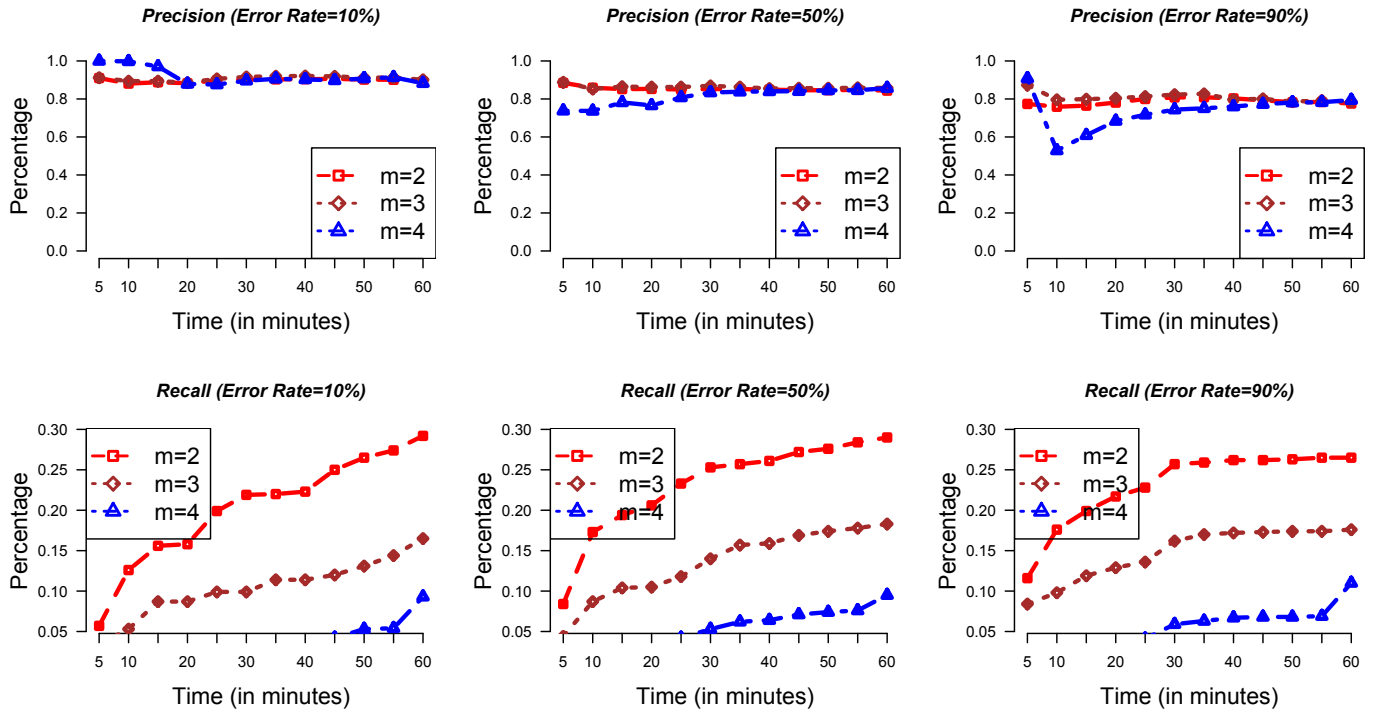 Precision (Error Rate=10%)
Percentage
1.0
0.8
0.6
0.4
0.2
0.0
m=2
m=3
m=4
5 10 20 30 40 50 60
Time (in minutes)
Precision (Error Rate=50%)
Percentage
1.0
0.8
0.6
0.4
0.2
0.0
m=2
m=3
m=4
5 10 20 30 40 50 60
Time (in minutes)
Precision (Error Rate=90%)
Percentage
1.0
0.8
0.6
0.4
0.2
0.0
m=2
m=3
m=4
5 10 20 30 40 50 60
Time (in minutes)
Recall (Error Rate=10%)
Percentage
0.30
0.25
0.20
0.15
0.10
0.05
m=2
m=3
m=4
5 10 20 30 40 50 60
Time (in minutes)
Recall (Error Rate=50%)
Percentage
0.30
0.25
0.20
0.15
0.10
0.05
m=2
m=3
m=4
5 10 20 30 40 50 60
Time (in minutes)
Recall (Error Rate=90%)
Percentage
0.30
0.25
0.20
0.15
0.10
0.05
m=2
m=3
m=4
5 10 20 30 40 50 60
Time (in minutes)